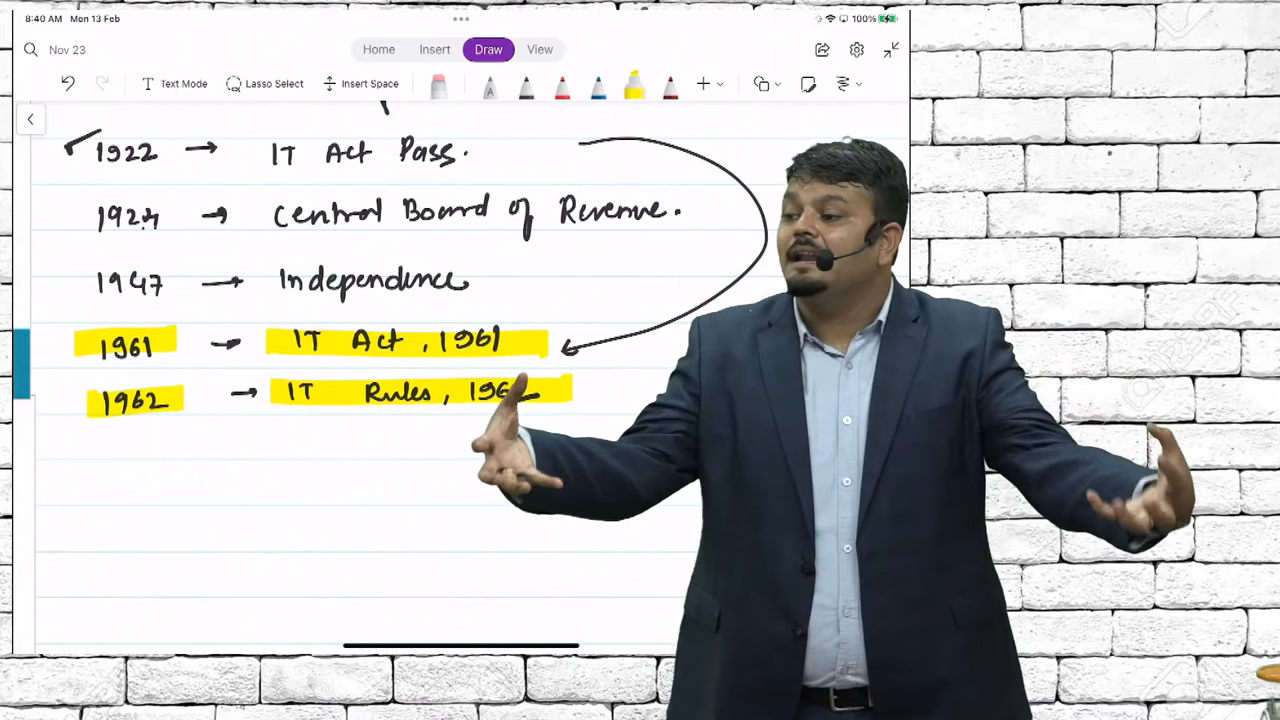 8:40 AM Mon 13 Feb
100%
Nov 23
Home Insert Draw View
Text Mode Lasso Select Insert Space
1922 → IT Act Pass.
1924 → Central Board of Revenue.
1947 → Independence
1961 → IT Act, 1961
1962 → IT Rules, 1962